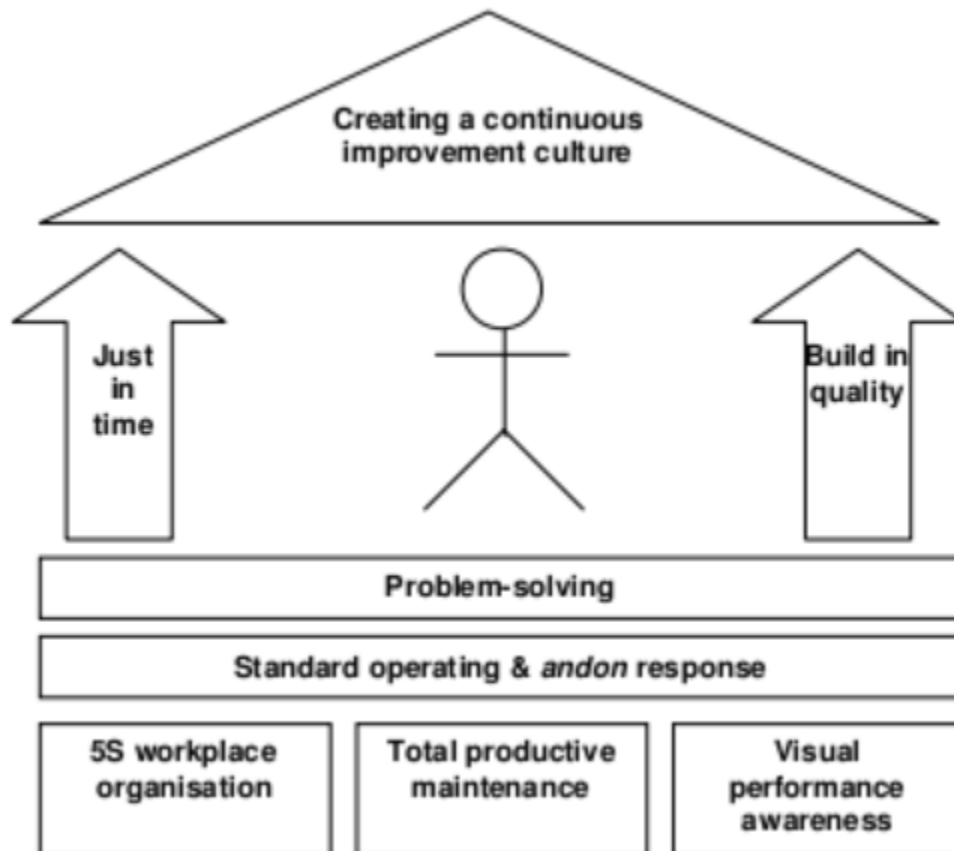 Creating a continuous
improvement culture
Just
in
time
Build in
quality
Problem-solving
Standard operating & andon response
5S workplace
organisation
Total productive
maintenance
Visual
performance
awareness